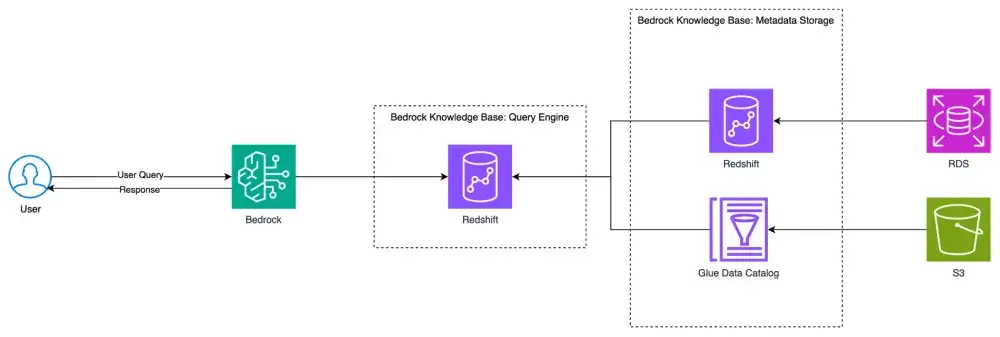 Bedrock Knowledge Base: Metadata Storage
Bedrock Knowledge Base: Query Engine
User Query
Response
User
Bedrock
Redshift
Redshift
RDS
Glue Data Catalog
S3